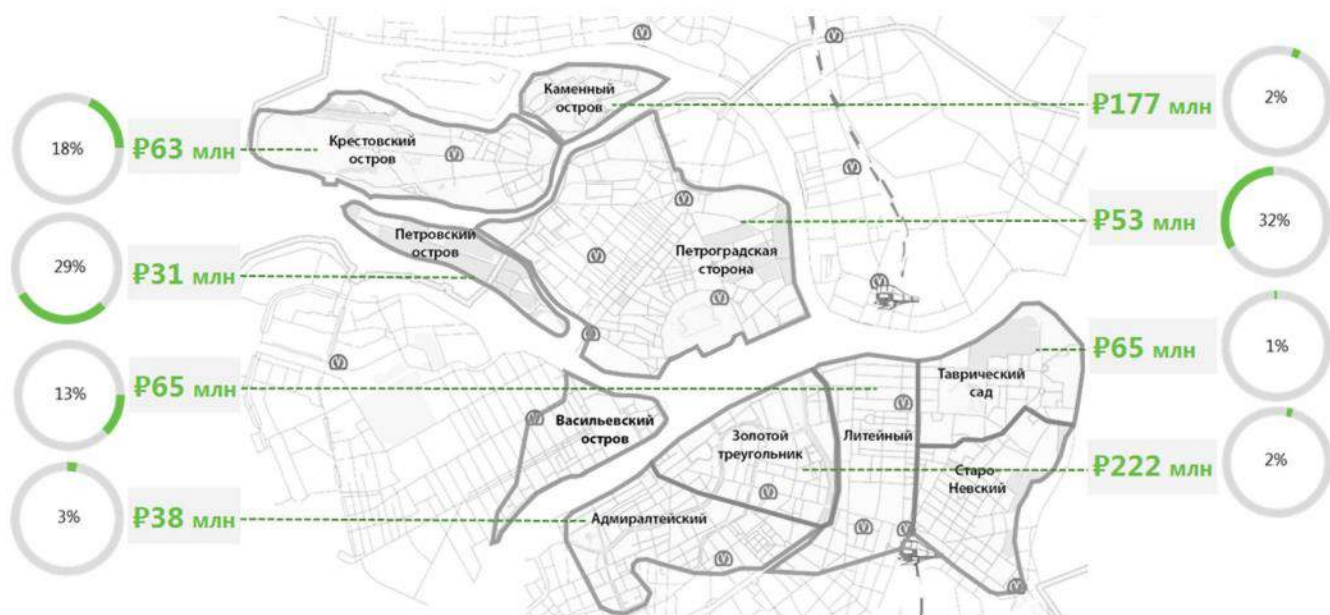 18%
₽63 млн
29%
₽31 млн
13%
₽65 млн
3%
₽38 млн
Каменный
остров
Крестовский
остров
Петровский
остров
Петроградская
сторона
Васильевский
остров
Золотой
треугольник
Литейный
Таврический
сад
Старо
Невский
Адмиралтейский
₽177 млн
2%
₽53 млн
32%
₽65 млн
1%
₽222 млн
2%